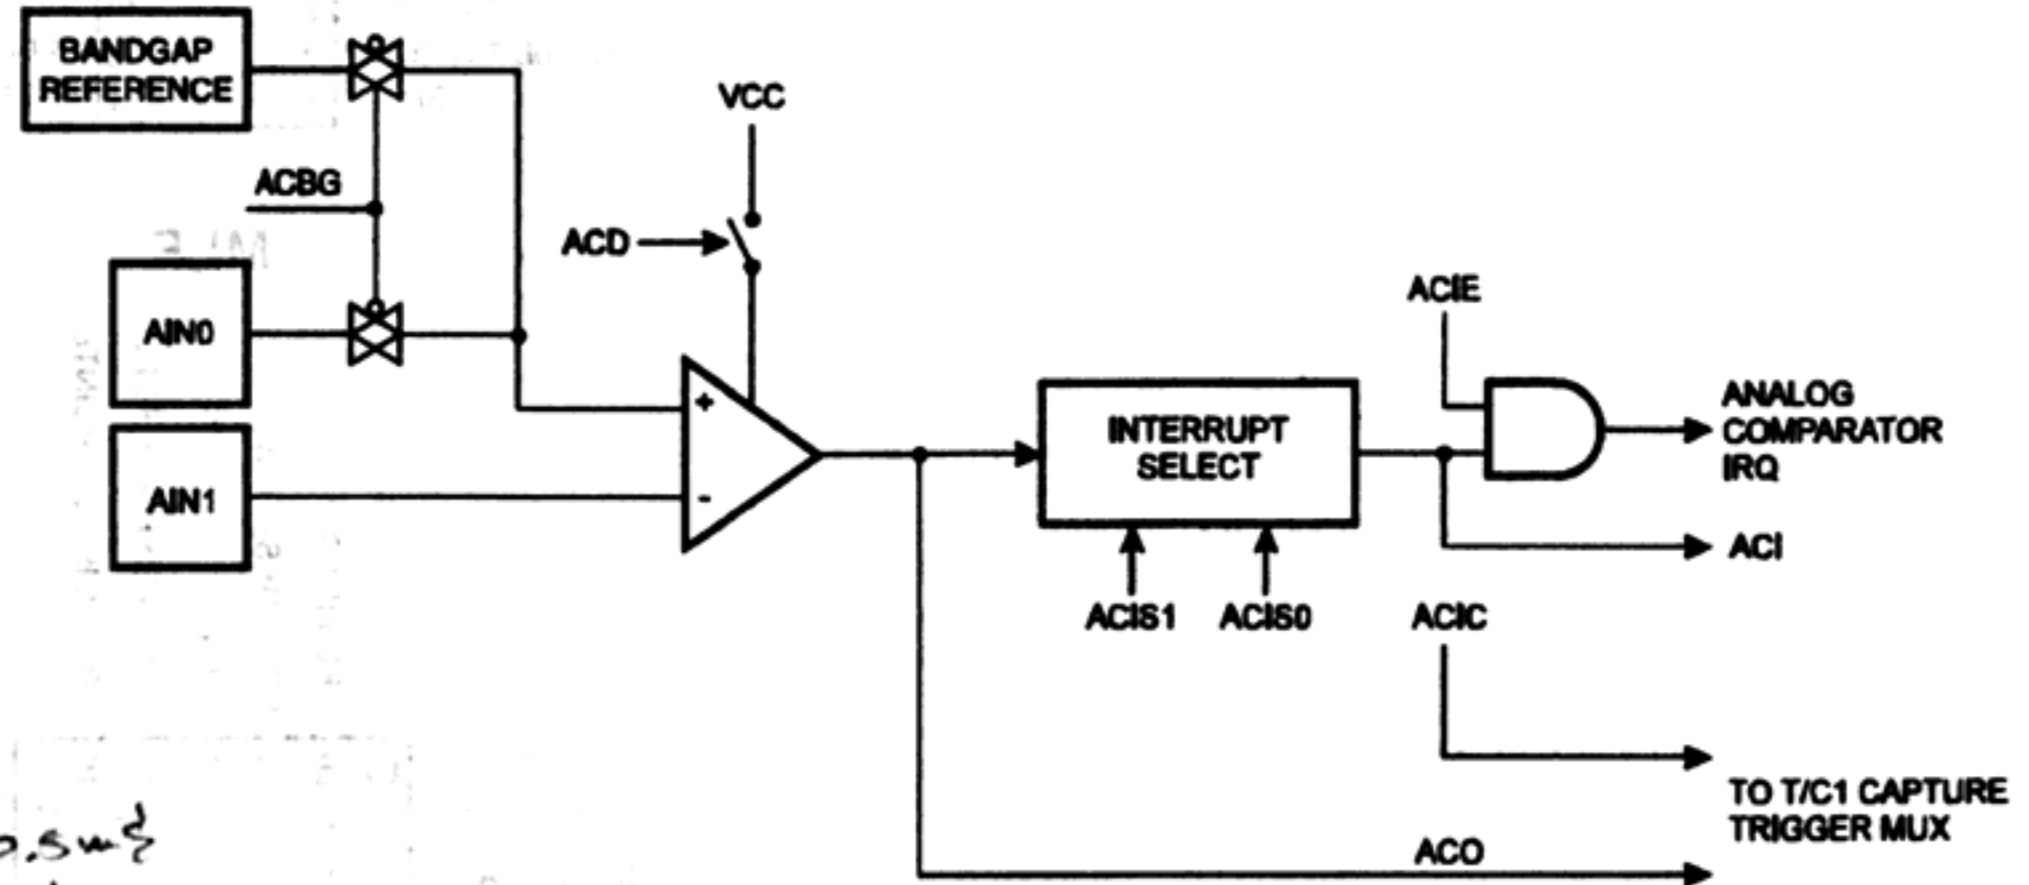 BANDGAP
REFERENCE
VCC
ACBG
ACD
AIN0
AIN1
+
-
INTERRUPT
SELECT
ACIE
ANALOG
COMPARATOR
IRQ
ACI
ACIS1
ACIS0
ACIC
TO T/C1 CAPTURE
TRIGGER MUX
ACO